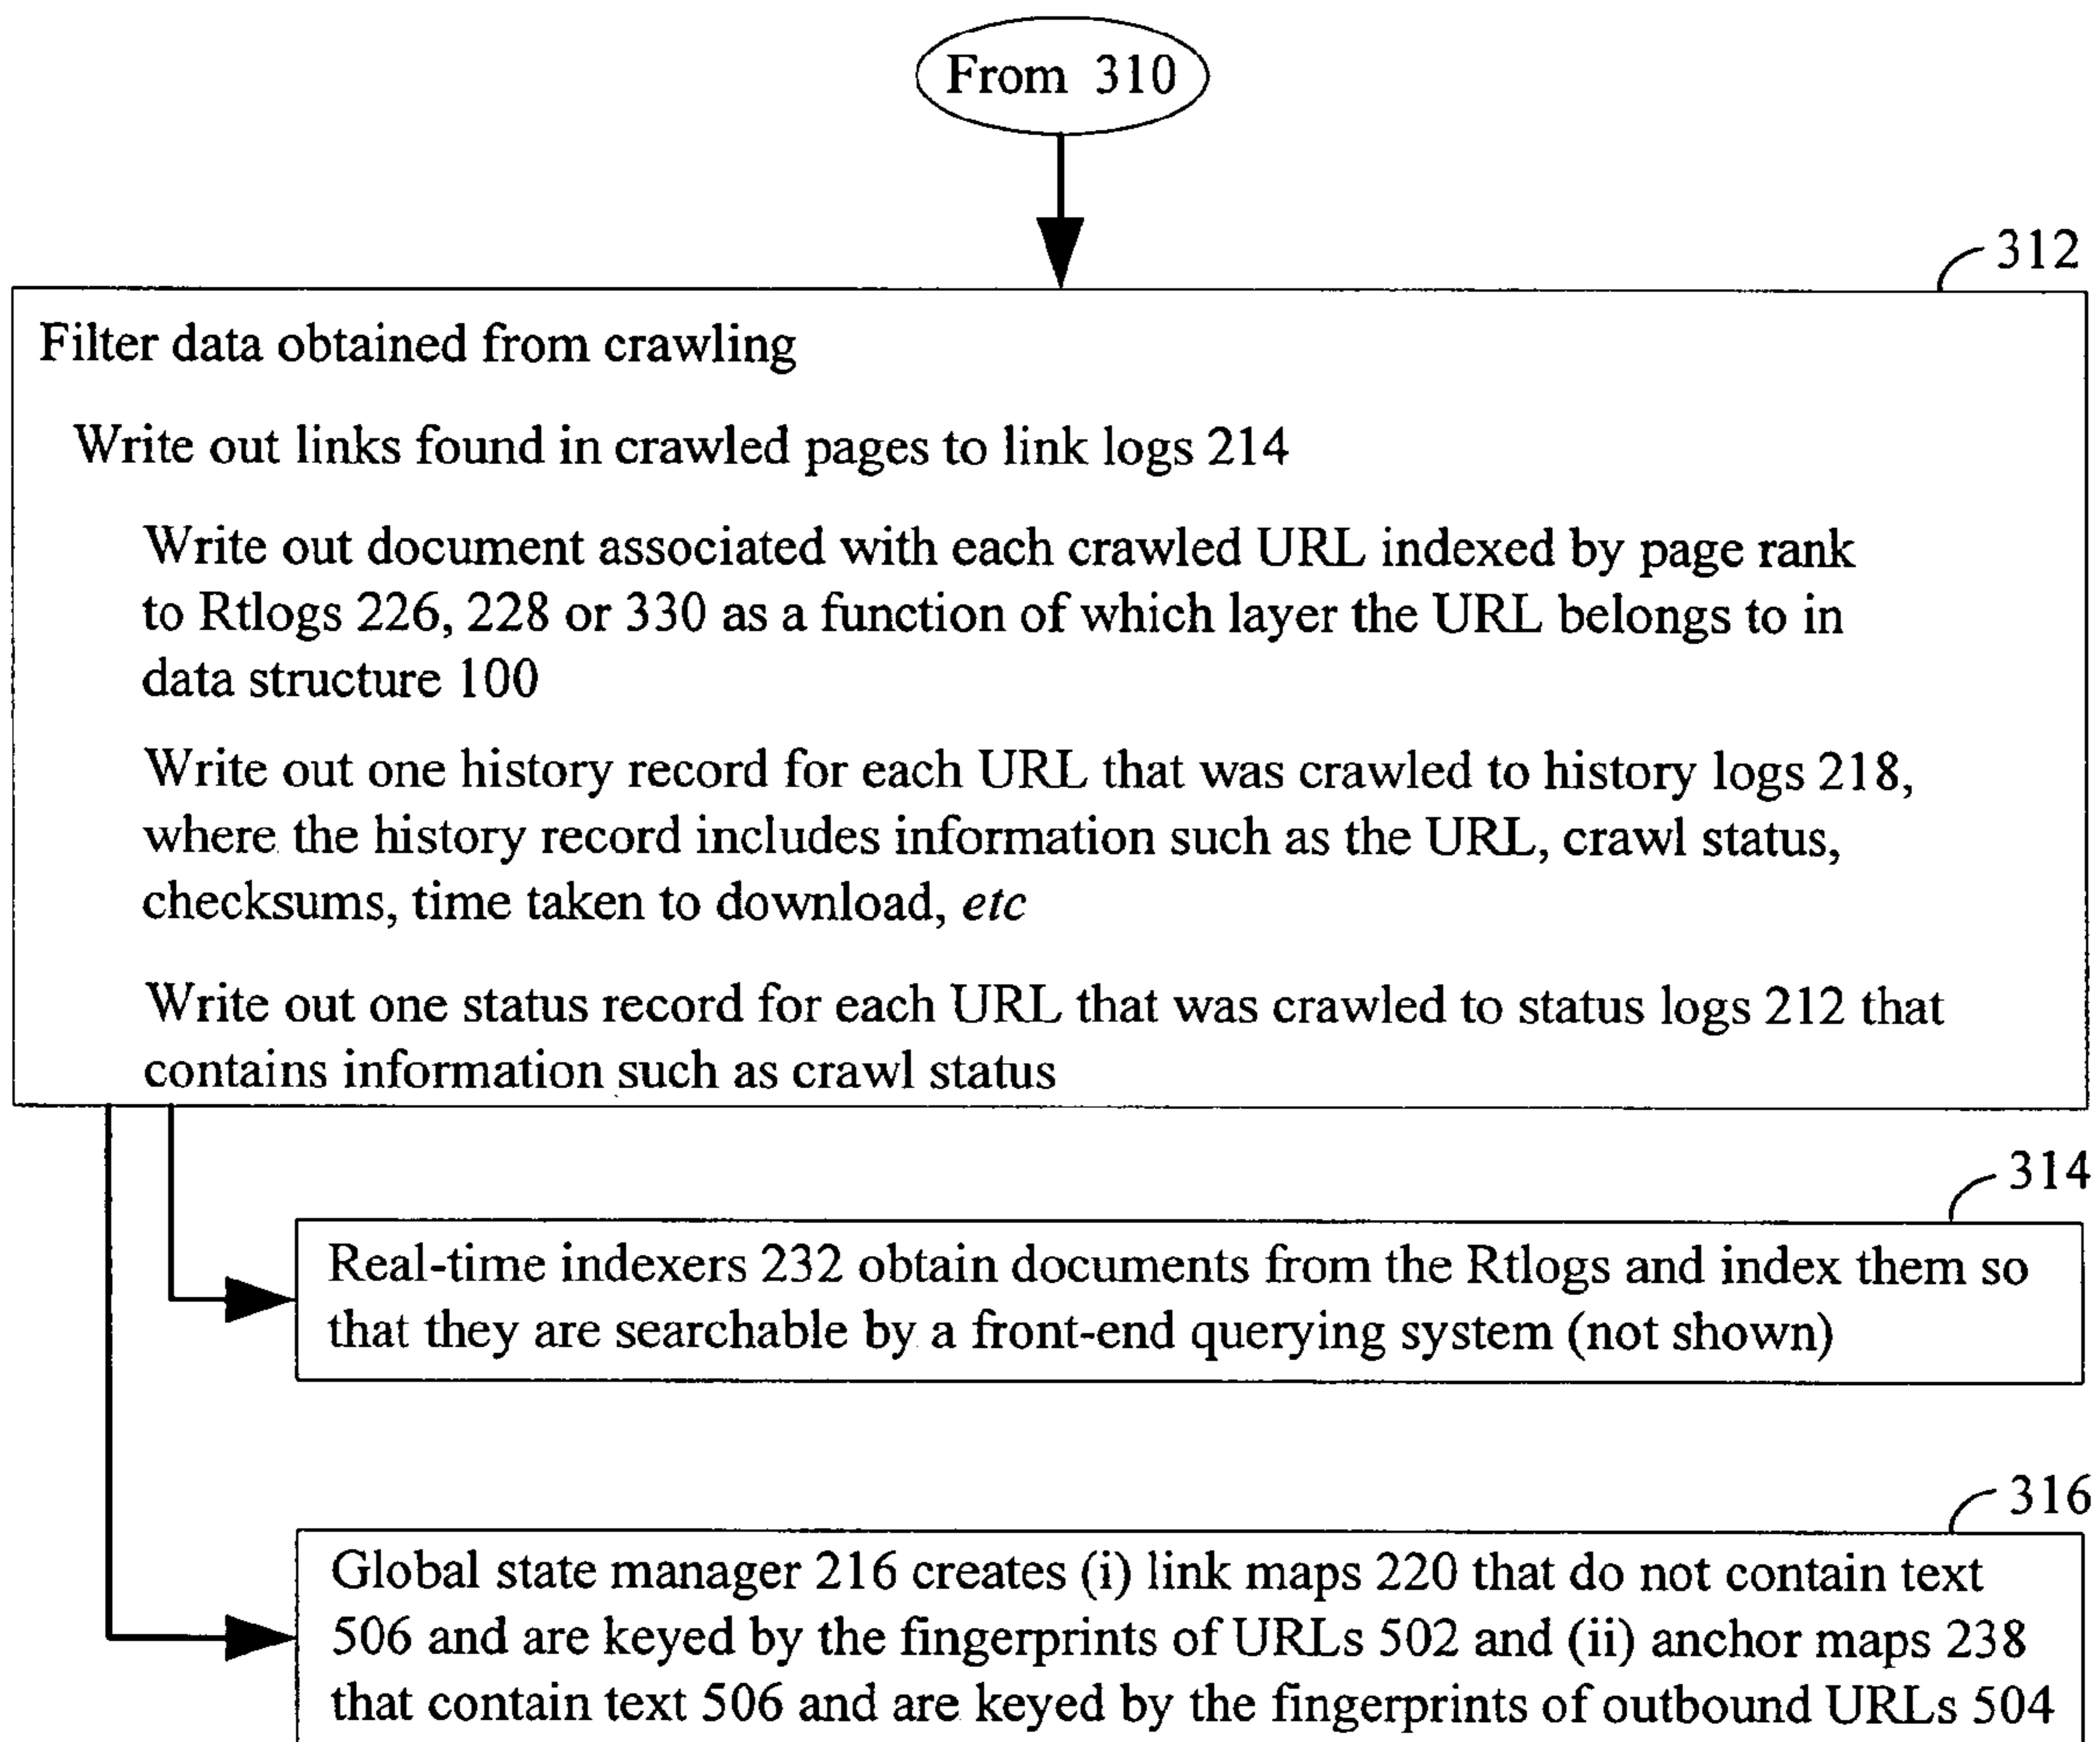 From 310
312
Filter data obtained from crawling
Write out links found in crawled pages to link logs 214
Write out document associated with each crawled URL indexed by page rank
to Rtlogs 226, 228 or 330 as a function of which layer the URL belongs to in
data structure 100
Write out one history record for each URL that was crawled to history logs 218,
where the history record includes information such as the URL, crawl status,
checksums, time taken to download, etc
Write out one status record for each URL that was crawled to status logs 212 that
contains information such as crawl status
314
Real-time indexers 232 obtain documents from the Rtlogs and index them so
that they are searchable by a front-end querying system (not shown)
316
Global state manager 216 creates (i) link maps 220 that do not contain text
506 and are keyed by the fingerprints of URLs 502 and (ii) anchor maps 238
that contain text 506 and are keyed by the fingerprints of outbound URLs 504